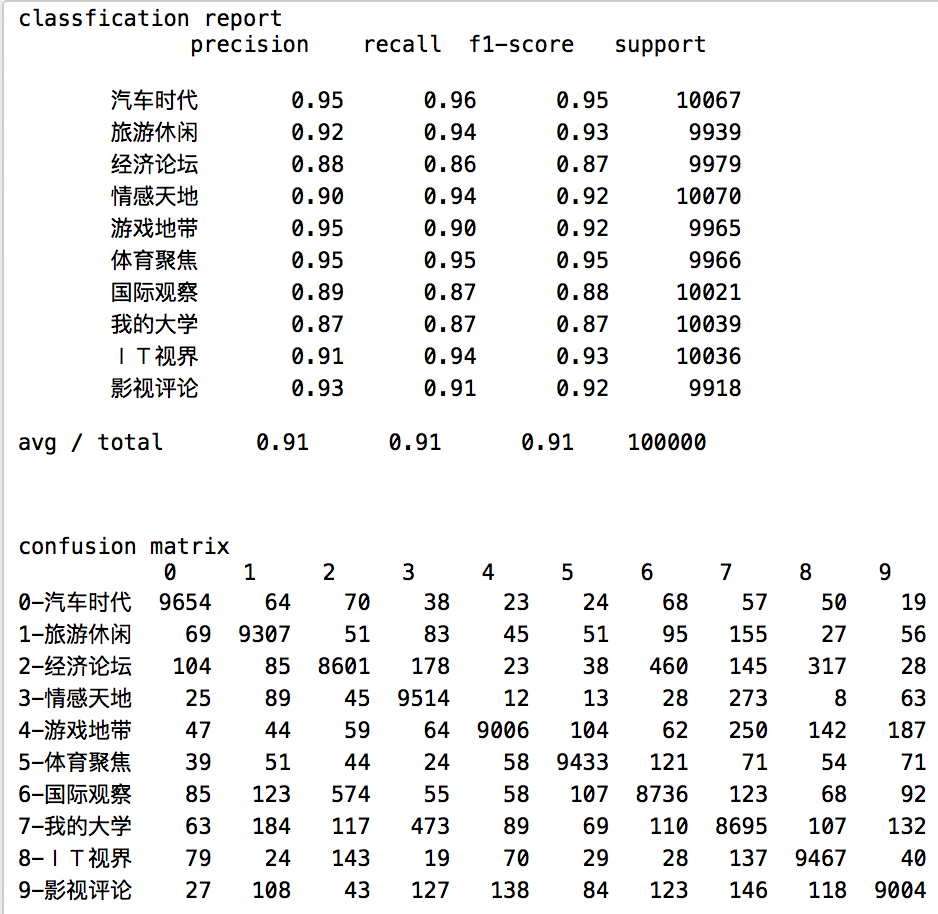 classfication report
precision recall f1-score support
汽车时代 0.95 0.96 0.95 10067
旅游休闲 0.92 0.94 0.93 9939
经济论坛 0.88 0.86 0.87 9979
情感天地 0.90 0.94 0.92 10070
游戏地带 0.95 0.90 0.92 9965
体育聚焦 0.95 0.95 0.95 9966
国际观察 0.89 0.87 0.88 10021
我的大学 0.87 0.87 0.87 10039
ＩＴ视界 0.91 0.94 0.93 10036
影视评论 0.93 0.91 0.92 9918
avg / total 0.91 0.91 0.91 100000
confusion matrix
0 1 2 3 4 5 6 7 8 9
0-汽车时代 9654 64 70 38 23 24 68 57 50 19
1-旅游休闲 69 9307 51 83 45 51 95 155 27 56
2-经济论坛 104 85 8601 178 23 38 460 145 317 28
3-情感天地 25 89 45 9514 12 13 28 273 8 63
4-游戏地带 47 44 59 64 9006 104 62 250 142 187
5-体育聚焦 39 51 44 24 58 9433 121 71 54 71
6-国际观察 85 123 574 55 58 107 8736 123 68 92
7-我的大学 63 184 117 473 89 69 110 8695 107 132
8-ＩＴ视界 79 24 143 19 70 29 28 137 9467 40
9-影视评论 27 108 43 127 138 84 123 146 118 9004